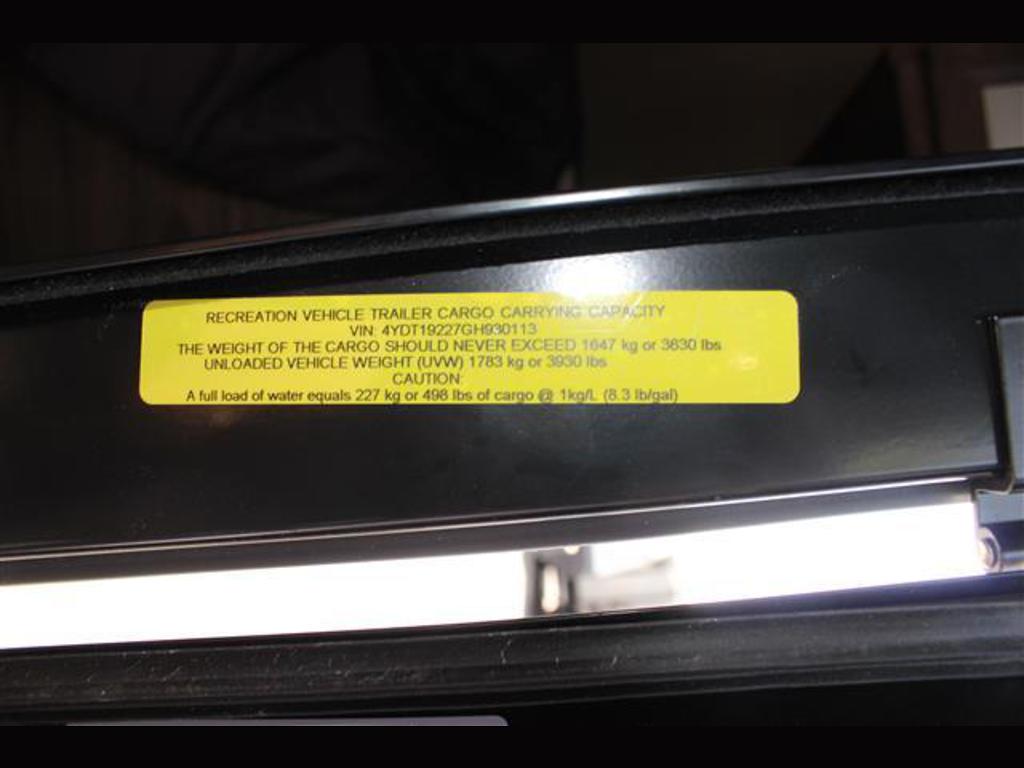 RECREATION VEHICLE TRAILER CARGO CARRYING CAPACITY
VIN: 4YDT19227GH930113
THE WEIGHT OF THE CARGO SHOULD NEVER EXCEED 1647 kg or 3630 lbs
UNLOADED VEHICLE WEIGHT (UVW) 1783 kg or 3930 lbs
CAUTION:
A full load of water equals 227 kg or 498 lbs of cargo @ 1kg/L (8.3 lb/gal)